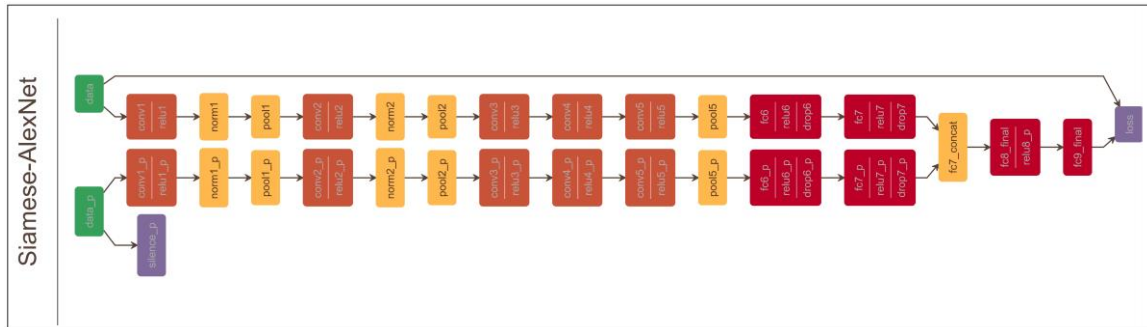 Siamese-AlexNet
data
conv1
relu1
norm1
pool1
conv2
relu2
norm2
pool2
conv3
relu3
conv4
relu4
conv5
relu5
pool5
fc6
relu6
drop6
fc7
relu7
drop7
data_p
silence_p
conv1_p
relu1_p
norm1_p
pool1_p
conv2_p
relu2_p
norm2_p
pool2_p
conv3_p
relu3_p
conv4_p
relu4_p
conv5_p
relu5_p
pool5_p
fc6_p
relu6_p
drop6_p
fc7_p
relu7_p
drop7_p
fc7_concat
fc8_final
relu8_p
fc9_final
loss